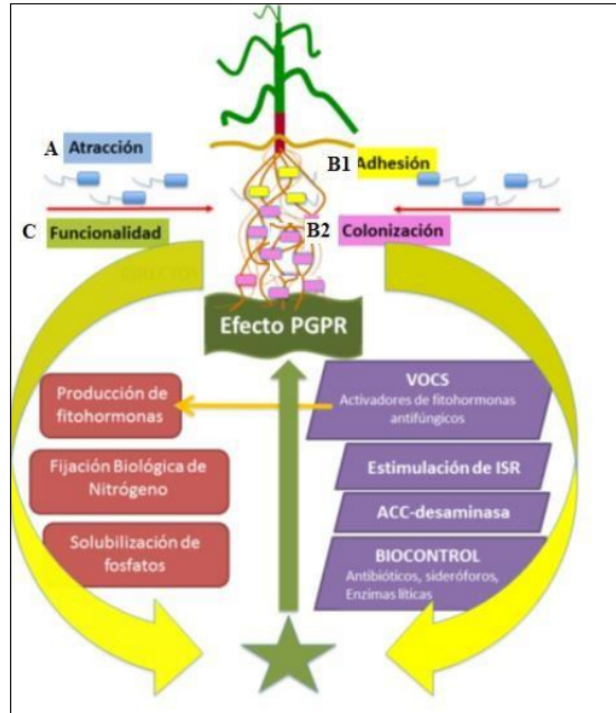 A Atracción
B1 Adhesión
C Funcionalidad
B2 Colonización
DIRECTOS
Efecto PGPR
Producción de
fitohormonas
Fijación Biológica de
Nitrógeno
Solubilización de
fosfatos
VOCS
Activadores de fitohormonas
antifúngicos
Estimulación de ISR
ACC-desaminasa
BIOCONTROL
Antibióticos, sideróforos,
Enzimas líticas